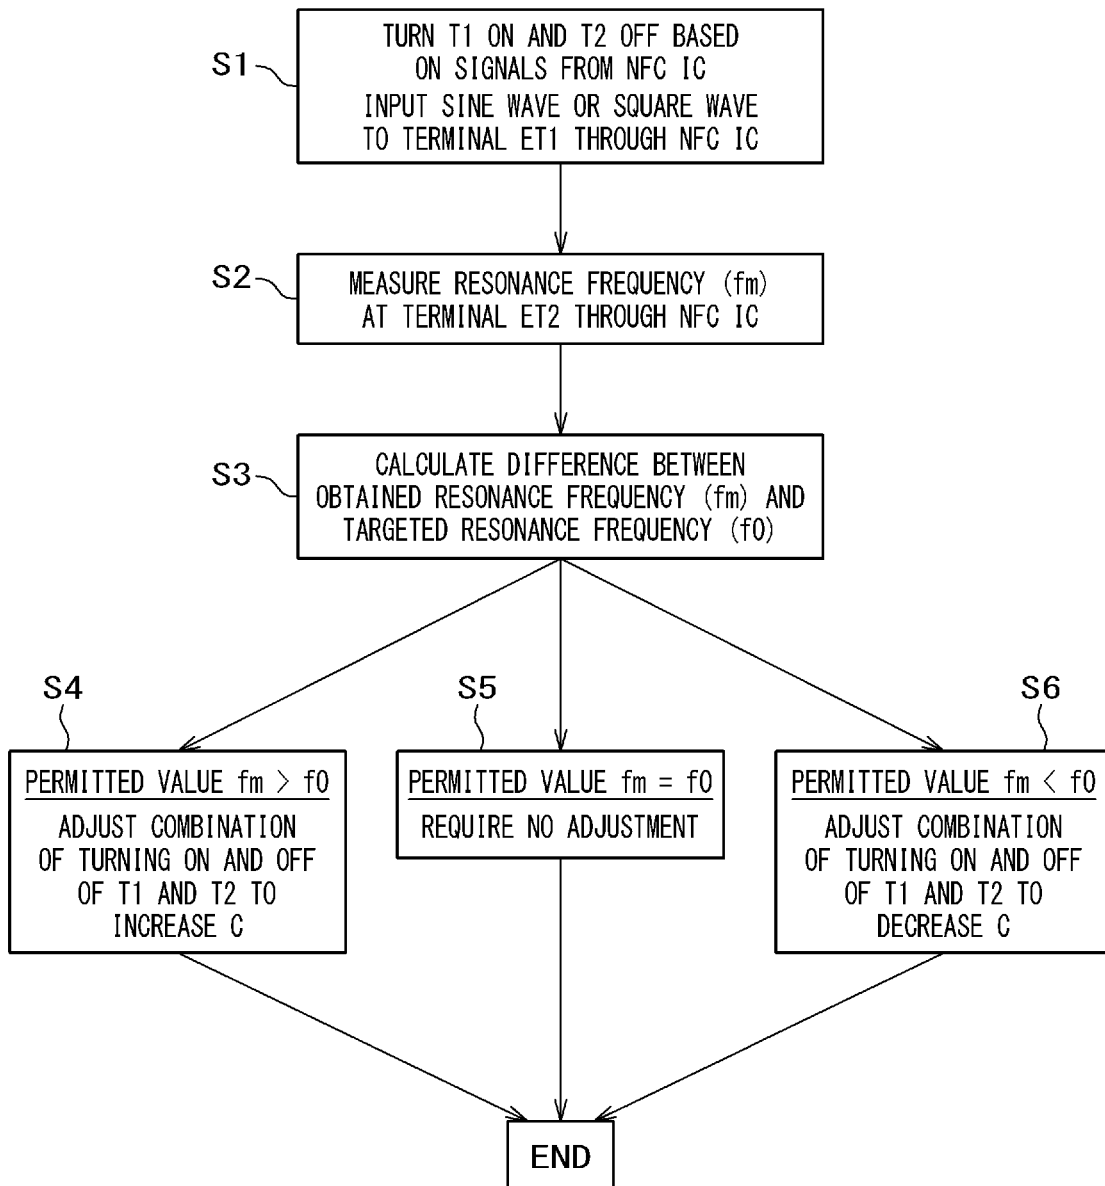 S1
TURN T1 ON AND T2 OFF BASED
ON SIGNALS FROM NFC IC
INPUT SINE WAVE OR SQUARE WAVE
TO TERMINAL ET1 THROUGH NFC IC
S2
MEASURE RESONANCE FREQUENCY (fm)
AT TERMINAL ET2 THROUGH NFC IC
S3
CALCULATE DIFFERENCE BETWEEN
OBTAINED RESONANCE FREQUENCY (fm) AND
TARGETED RESONANCE FREQUENCY (f0)
S4
PERMITTED VALUE fm > f0
ADJUST COMBINATION
OF TURNING ON AND OFF
OF T1 AND T2 TO
INCREASE C
S5
PERMITTED VALUE fm = f0
REQUIRE NO ADJUSTMENT
S6
PERMITTED VALUE fm < f0
ADJUST COMBINATION
OF TURNING ON AND OFF
OF T1 AND T2 TO
DECREASE C
END